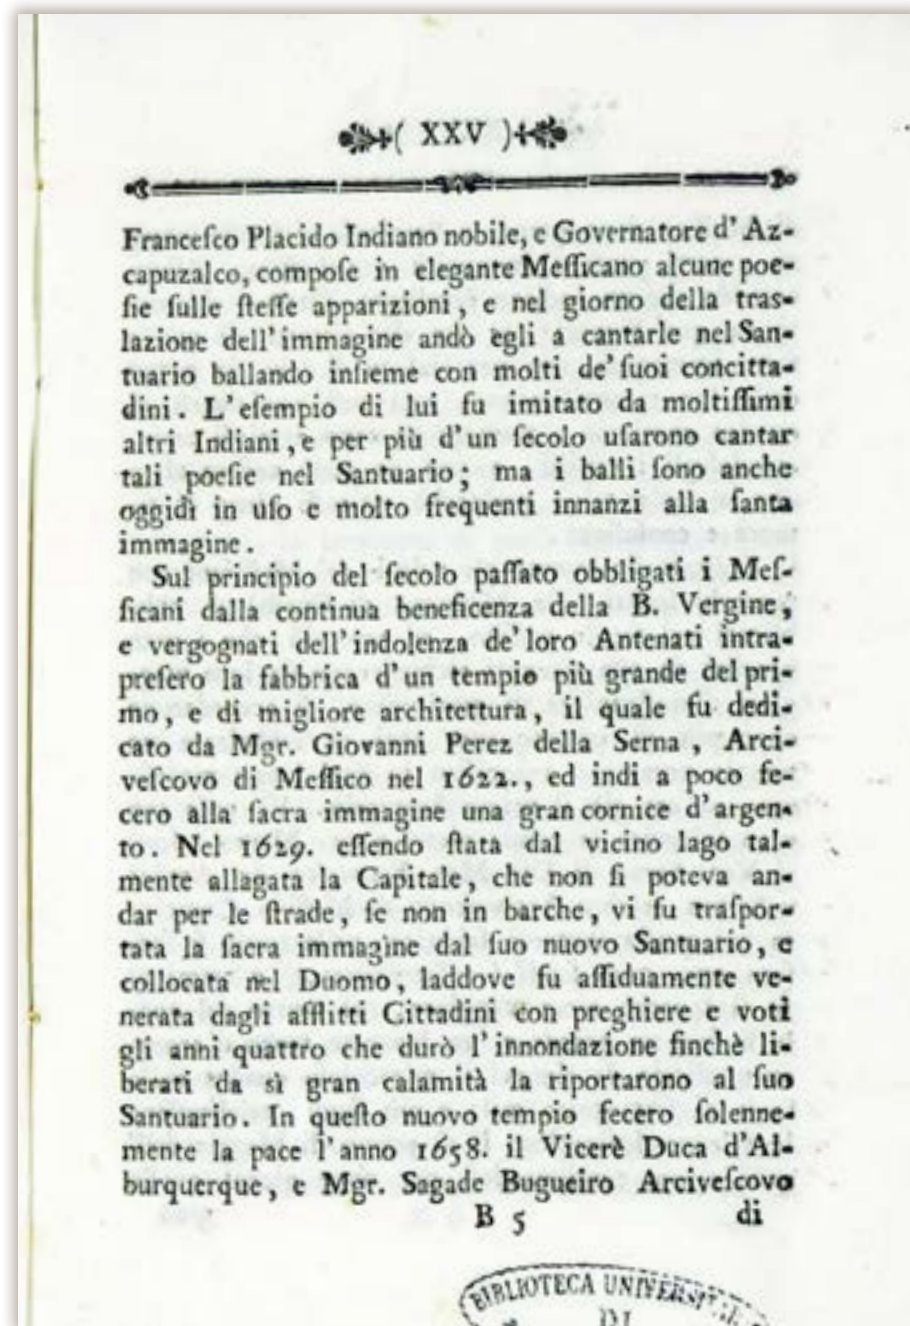 ( XXV )
Franceſco Placido Indiano nobile, e Governatore d' Az-
capuzalco, compoſe in elegante Meſſicano alcune poe-
ſie ſulle ſteſſe apparizioni, e nel giorno della tras-
lazione dell' immagine andò egli a cantarle nel San-
tuario ballando inſieme con molti de' ſuoi concitta-
dini. L' eſempio di lui fu imitato da moltiſſimi
altri Indiani, e per più d' un ſecolo uſarono cantar
tali poeſie nel Santuario; ma i balli ſono anche
oggidì in uſo e molto frequenti innanzi alla ſanta
immagine.
Sul principio del ſecolo paſſato obbligati i Meſ-
ſicani dalla continua beneficenza della B. Vergine,
e vergognati dell' indolenza de' loro Antenati intra-
preſero la fabbrica d' un tempio più grande del pri-
mo, e di migliore architettura, il quale fu dedi-
cato da Mgr. Giovanni Perez della Serna, Arci-
veſcovo di Meſſico nel 1622., ed indi a poco fe-
cero alla ſacra immagine una gran cornice d' argen-
to. Nel 1629. eſſendo ſtata dal vicino lago tal-
mente allagata la Capitale, che non ſi poteva an-
dar per le ſtrade, ſe non in barche, vi fu traſpor-
tata la ſacra immagine dal ſuo nuovo Santuario, e
collocata nel Duomo, laddove fu aſſiduamente ve-
nerata dagli afflitti Cittadini con preghiere e voti
gli anni quattro che durò l' innondazione finchè li-
berati da sì gran calamità la riportarono al ſuo
Santuario. In queſto nuovo tempio fecero ſolenne-
mente la pace l' anno 1658. il Vicerè Duca d' Al-
burquerque, e Mgr. Sagade Bugueiro Arciveſcovo
B 5 di
BIBLIOTECA
DI